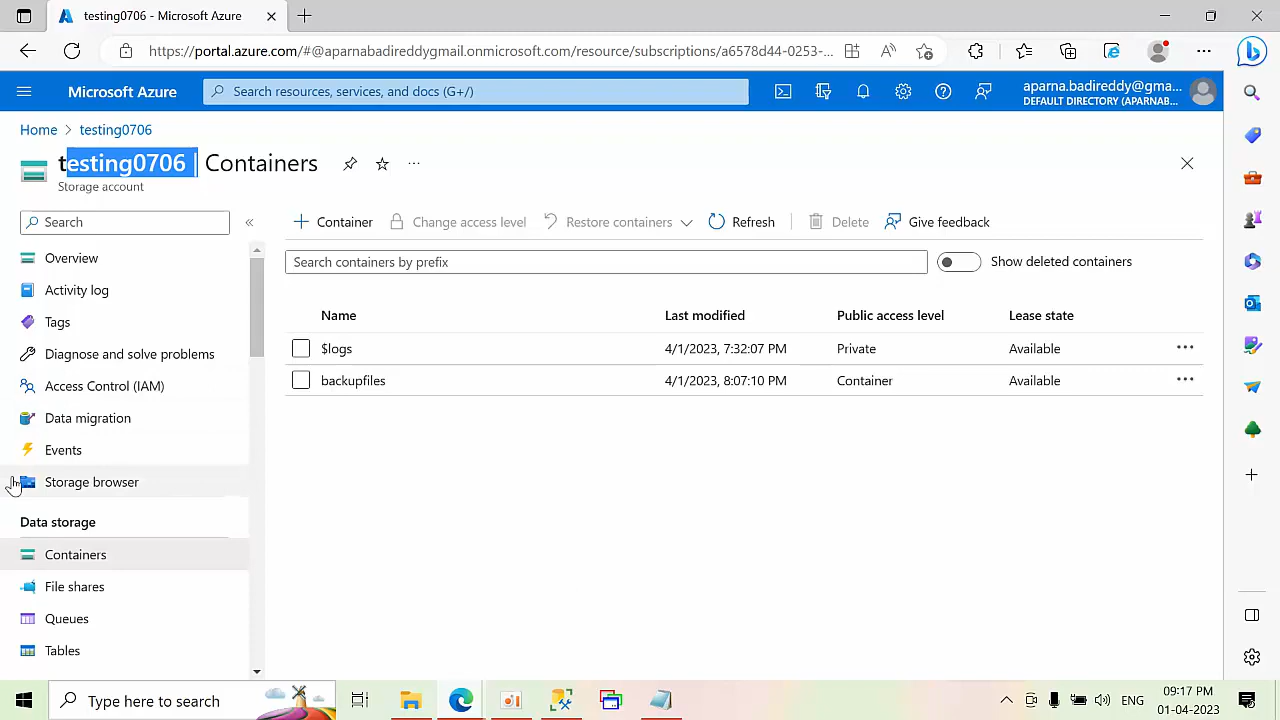 testing0706 - Microsoft Azure
https://portal.azure.com/#@aparnabadireddygmail.onmicrosoft.com/resource/subscriptions/a6578d44-0253-...
Microsoft Azure
Search resources, services, and docs (G+/)
aparna.badireddy@gma...
DEFAULT DIRECTORY (APARNAB...
Home > testing0706
testing0706 | Containers
Storage account
Search
Container
Change access level
Restore containers
Refresh
Delete
Give feedback
Search containers by prefix
Show deleted containers
Overview
Activity log
Tags
Diagnose and solve problems
Access Control (IAM)
Data migration
Events
Storage browser
Data storage
Containers
File shares
Queues
Tables
Name Last modified Public access level Lease state
$logs 4/1/2023, 7:32:07 PM Private Available
backupfiles 4/1/2023, 8:07:10 PM Container Available
Type here to search
ENG
09:17 PM
01-04-2023